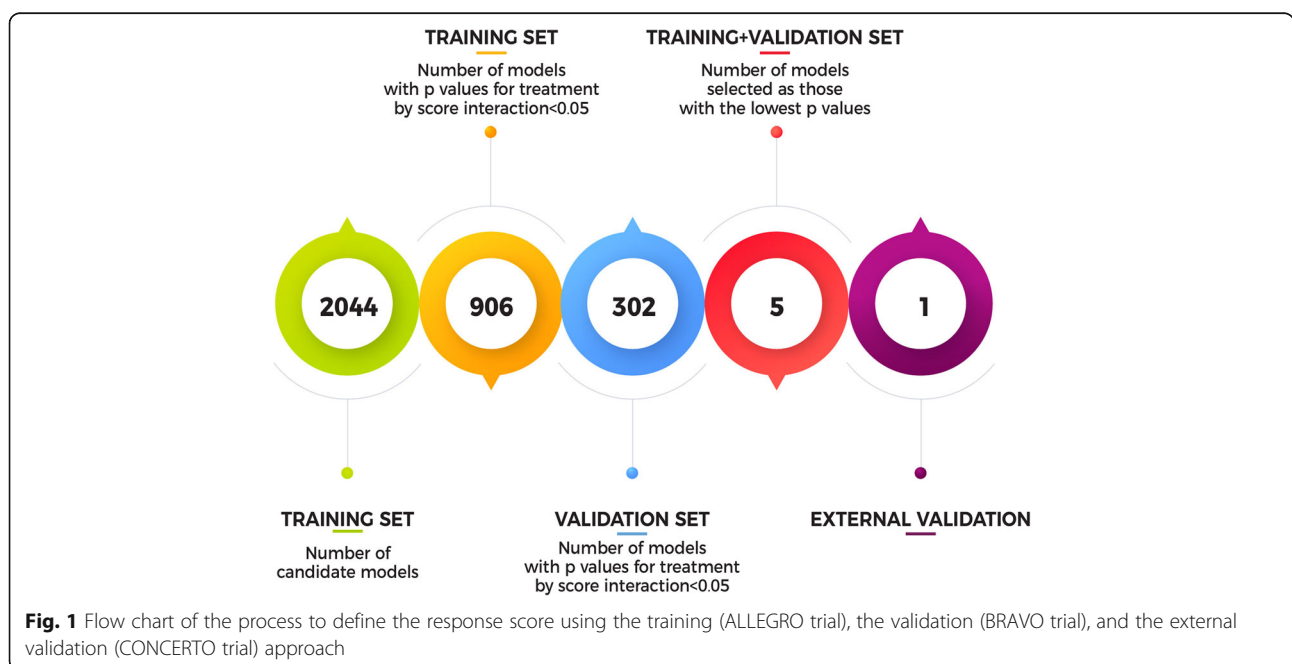 TRAINING SET
Number of models
with p values for treatment
by score interaction<0.05
TRAINING+VALIDATION SET
Number of models
selected as those
with the lowest p values
2044
906
302
5
1
TRAINING SET
Number of
candidate models
VALIDATION SET
Number of models
with p values for treatment
by score interaction<0.05
EXTERNAL VALIDATION
Fig. 1 Flow chart of the process to define the response score using the training (ALLEGRO trial), the validation (BRAVO trial), and the external
validation (CONCERTO trial) approach